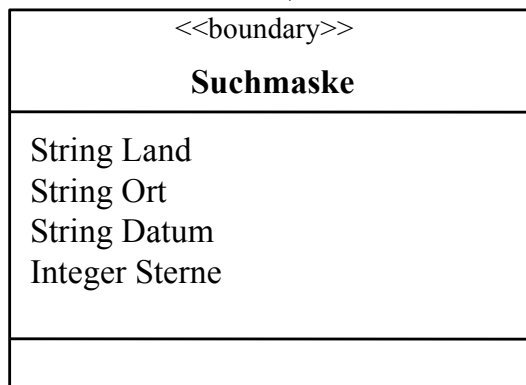 <<boundary>>
Suchmaske
String Land
String Ort
String Datum
Integer Sterne